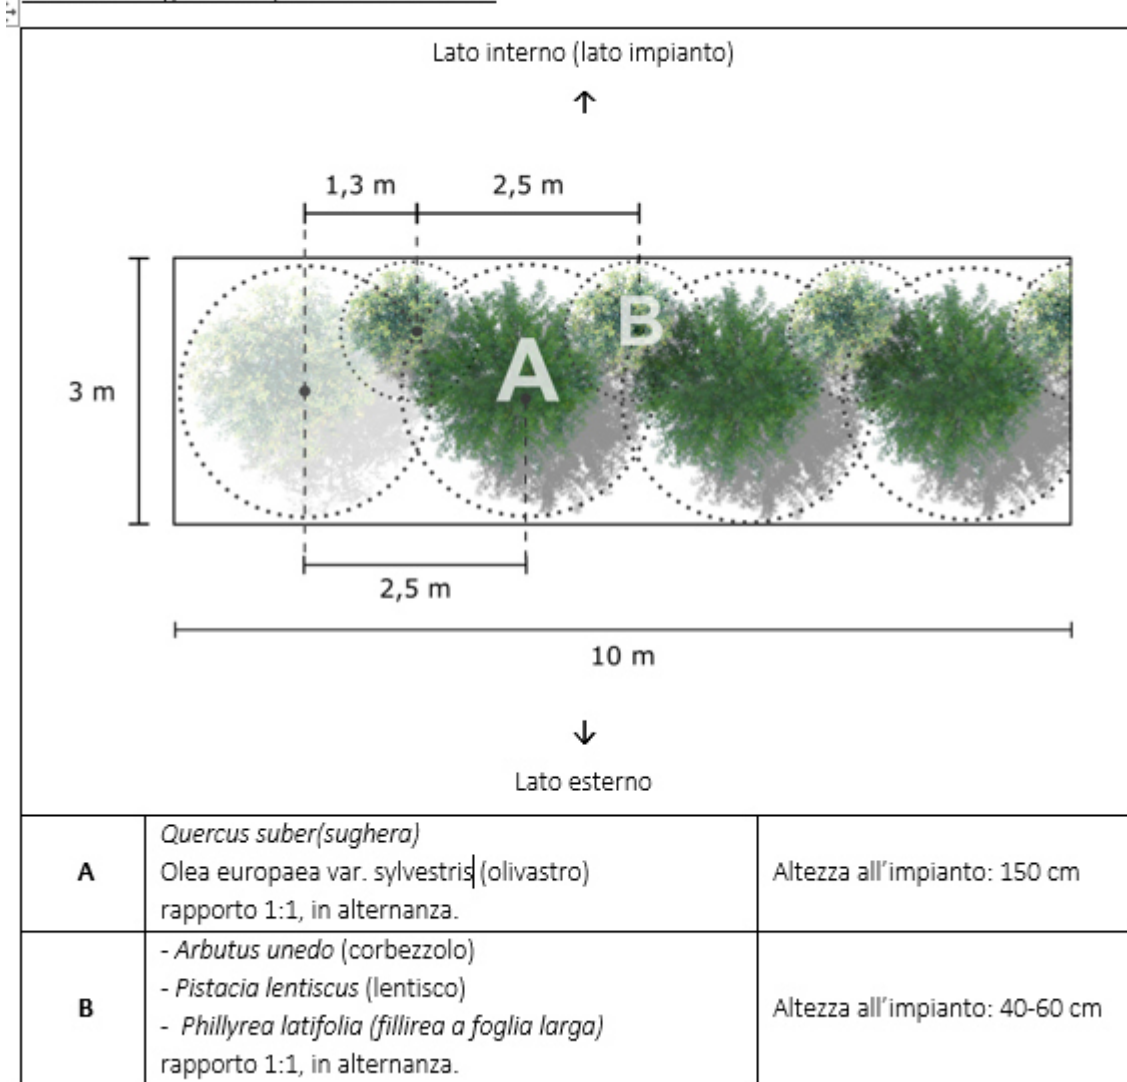 Lato interno (lato impianto)
↑
1,3 m
2,5 m
B
A
3 m
2,5 m
10 m
↓
Lato esterno
A
Quercus suber(sughera)
Olea europaea var. sylvestris (olivastro)
rapporto 1:1, in alternanza.
Altezza all'impianto: 150 cm
B
- Arbutus unedo (corbezzolo)
- Pistacia lentiscus (lentisco)
- Phillyrea latifolia (fillirea a foglia larga)
rapporto 1:1, in alternanza.
Altezza all'impianto: 40-60 cm